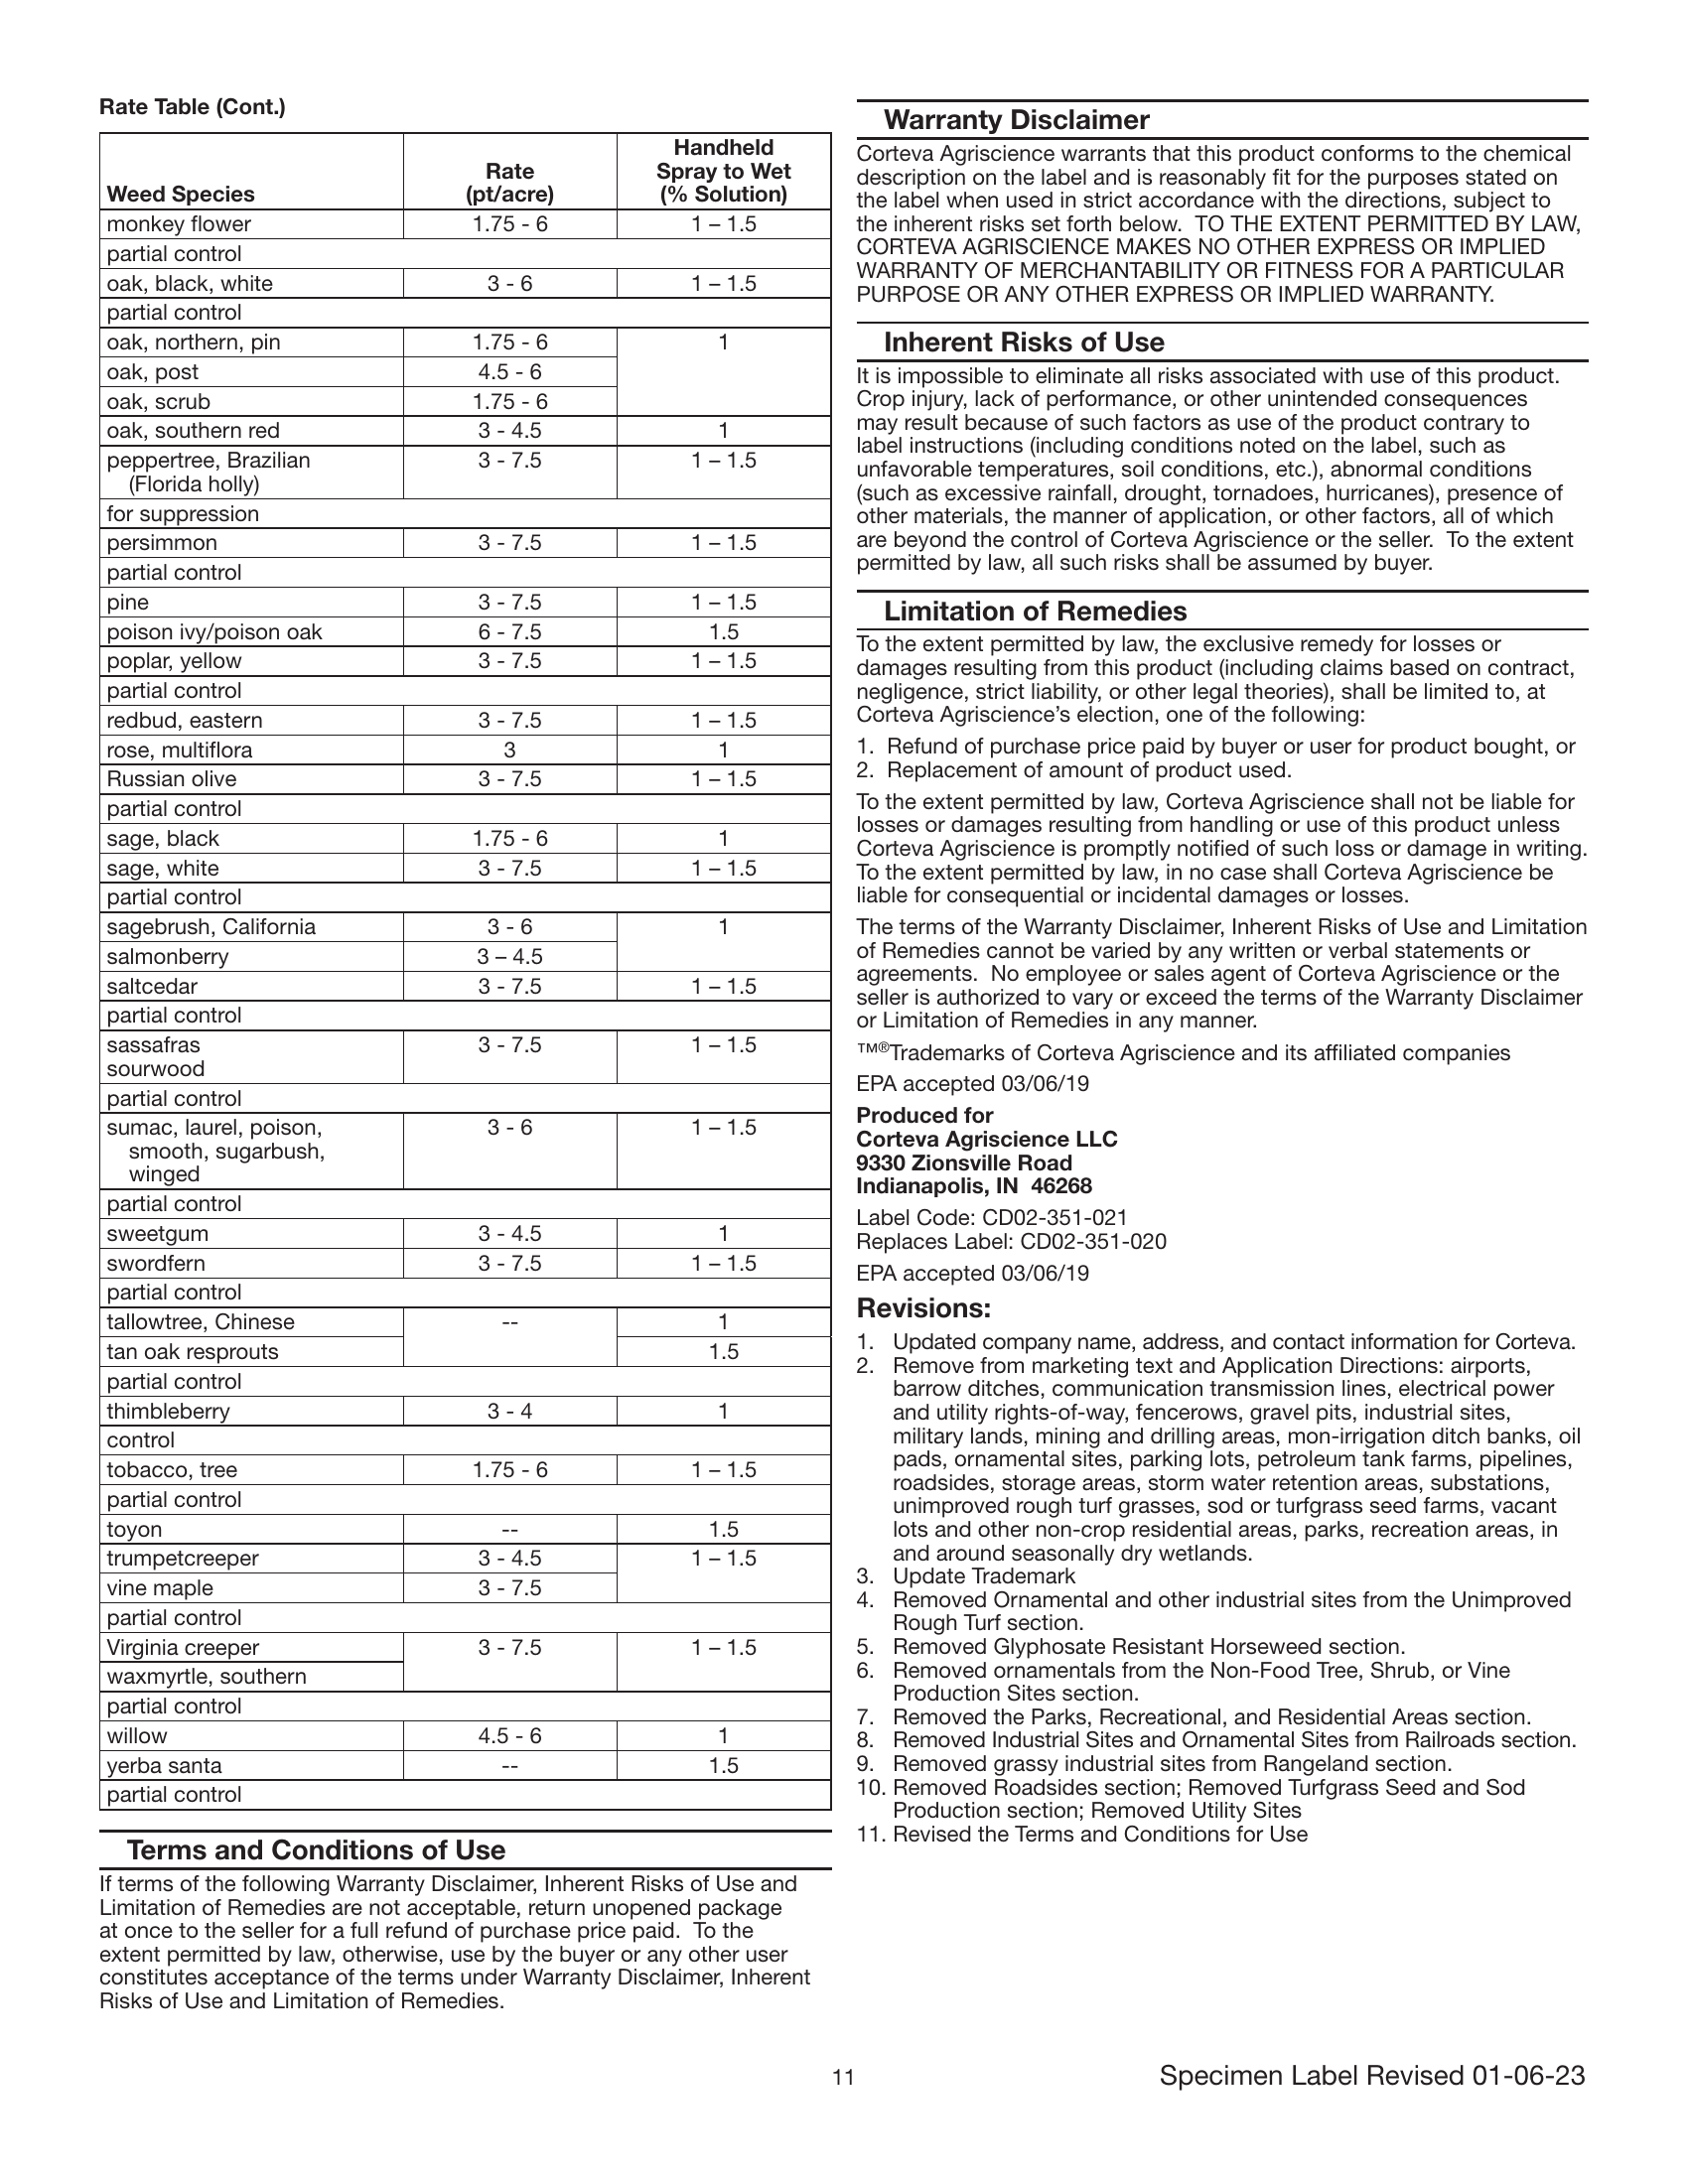 Rate Table (Cont.)
Weed Species
Rate
(pt/acre)
Handheld
Spray to Wet
(% Solution)
monkey flower 1.75 - 6 1 – 1.5
partial control
oak, black, white 3 - 6 1 – 1.5
partial control
oak, northern, pin 1.75 - 6 1
oak, post 4.5 - 6
oak, scrub 1.75 - 6
oak, southern red 3 - 4.5 1
peppertree, Brazilian 3 - 7.5 1 – 1.5
(Florida holly)
for suppression
persimmon 3 - 7.5 1 – 1.5
partial control
pine 3 - 7.5 1 – 1.5
poison ivy/poison oak 6 - 7.5 1.5
poplar, yellow 3 - 7.5 1 – 1.5
partial control
redbud, eastern 3 - 7.5 1 – 1.5
rose, multiflora 3 1
Russian olive 3 - 7.5 1 – 1.5
partial control
sage, black 1.75 - 6 1
sage, white 3 - 7.5 1 – 1.5
partial control
sagebrush, California 3 - 6 1
salmonberry 3 – 4.5
saltcedar 3 - 7.5 1 – 1.5
partial control
sassafras 3 - 7.5 1 – 1.5
sourwood
partial control
sumac, laurel, poison, 3 - 6 1 – 1.5
smooth, sugarbush,
winged
partial control
sweetgum 3 - 4.5 1
swordfern 3 - 7.5 1 – 1.5
partial control
tallowtree, Chinese -- 1
tan oak resprouts 1.5
partial control
thimbleberry 3 - 4 1
control
tobacco, tree 1.75 - 6 1 – 1.5
partial control
toyon -- 1.5
trumpetcreeper 3 - 4.5 1 – 1.5
vine maple 3 - 7.5
partial control
Virginia creeper 3 - 7.5 1 – 1.5
waxmyrtle, southern
partial control
willow 4.5 - 6 1
yerba santa -- 1.5
partial control
Terms and Conditions of Use
If terms of the following Warranty Disclaimer, Inherent Risks of Use and
Limitation of Remedies are not acceptable, return unopened package
at once to the seller for a full refund of purchase price paid.  To the
extent permitted by law, otherwise, use by the buyer or any other user
constitutes acceptance of the terms under Warranty Disclaimer, Inherent
Risks of Use and Limitation of Remedies.
Warranty Disclaimer
Corteva Agriscience warrants that this product conforms to the chemical
description on the label and is reasonably fit for the purposes stated on
the label when used in strict accordance with the directions, subject to
the inherent risks set forth below.  TO THE EXTENT PERMITTED BY LAW,
CORTEVA AGRISCIENCE MAKES NO OTHER EXPRESS OR IMPLIED
WARRANTY OF MERCHANTABILITY OR FITNESS FOR A PARTICULAR
PURPOSE OR ANY OTHER EXPRESS OR IMPLIED WARRANTY.
Inherent Risks of Use
It is impossible to eliminate all risks associated with use of this product.
Crop injury, lack of performance, or other unintended consequences
may result because of such factors as use of the product contrary to
label instructions (including conditions noted on the label, such as
unfavorable temperatures, soil conditions, etc.), abnormal conditions
(such as excessive rainfall, drought, tornadoes, hurricanes), presence of
other materials, the manner of application, or other factors, all of which
are beyond the control of Corteva Agriscience or the seller.  To the extent
permitted by law, all such risks shall be assumed by buyer.
Limitation of Remedies
To the extent permitted by law, the exclusive remedy for losses or
damages resulting from this product (including claims based on contract,
negligence, strict liability, or other legal theories), shall be limited to, at
Corteva Agriscience’s election, one of the following:
1. Refund of purchase price paid by buyer or user for product bought, or
2. Replacement of amount of product used.
To the extent permitted by law, Corteva Agriscience shall not be liable for
losses or damages resulting from handling or use of this product unless
Corteva Agriscience is promptly notified of such loss or damage in writing.
To the extent permitted by law, in no case shall Corteva Agriscience be
liable for consequential or incidental damages or losses.
The terms of the Warranty Disclaimer, Inherent Risks of Use and Limitation
of Remedies cannot be varied by any written or verbal statements or
agreements.  No employee or sales agent of Corteva Agriscience or the
seller is authorized to vary or exceed the terms of the Warranty Disclaimer
or Limitation of Remedies in any manner.
™®Trademarks of Corteva Agriscience and its affiliated companies
EPA accepted 03/06/19
Produced for
Corteva Agriscience LLC
9330 Zionsville Road
Indianapolis, IN  46268
Label Code: CD02-351-021
Replaces Label: CD02-351-020
EPA accepted 03/06/19
Revisions:
1. Updated company name, address, and contact information for Corteva.
2. Remove from marketing text and Application Directions: airports,
barrow ditches, communication transmission lines, electrical power
and utility rights-of-way, fencerows, gravel pits, industrial sites,
military lands, mining and drilling areas, mon-irrigation ditch banks, oil
pads, ornamental sites, parking lots, petroleum tank farms, pipelines,
roadsides, storage areas, storm water retention areas, substations,
unimproved rough turf grasses, sod or turfgrass seed farms, vacant
lots and other non-crop residential areas, parks, recreation areas, in
and around seasonally dry wetlands.
3. Update Trademark
4. Removed Ornamental and other industrial sites from the Unimproved
Rough Turf section.
5. Removed Glyphosate Resistant Horseweed section.
6. Removed ornamentals from the Non-Food Tree, Shrub, or Vine
Production Sites section.
7. Removed the Parks, Recreational, and Residential Areas section.
8. Removed Industrial Sites and Ornamental Sites from Railroads section.
9. Removed grassy industrial sites from Rangeland section.
10. Removed Roadsides section; Removed Turfgrass Seed and Sod
Production section; Removed Utility Sites
11. Revised the Terms and Conditions for Use
11
Specimen Label Revised 01-06-23